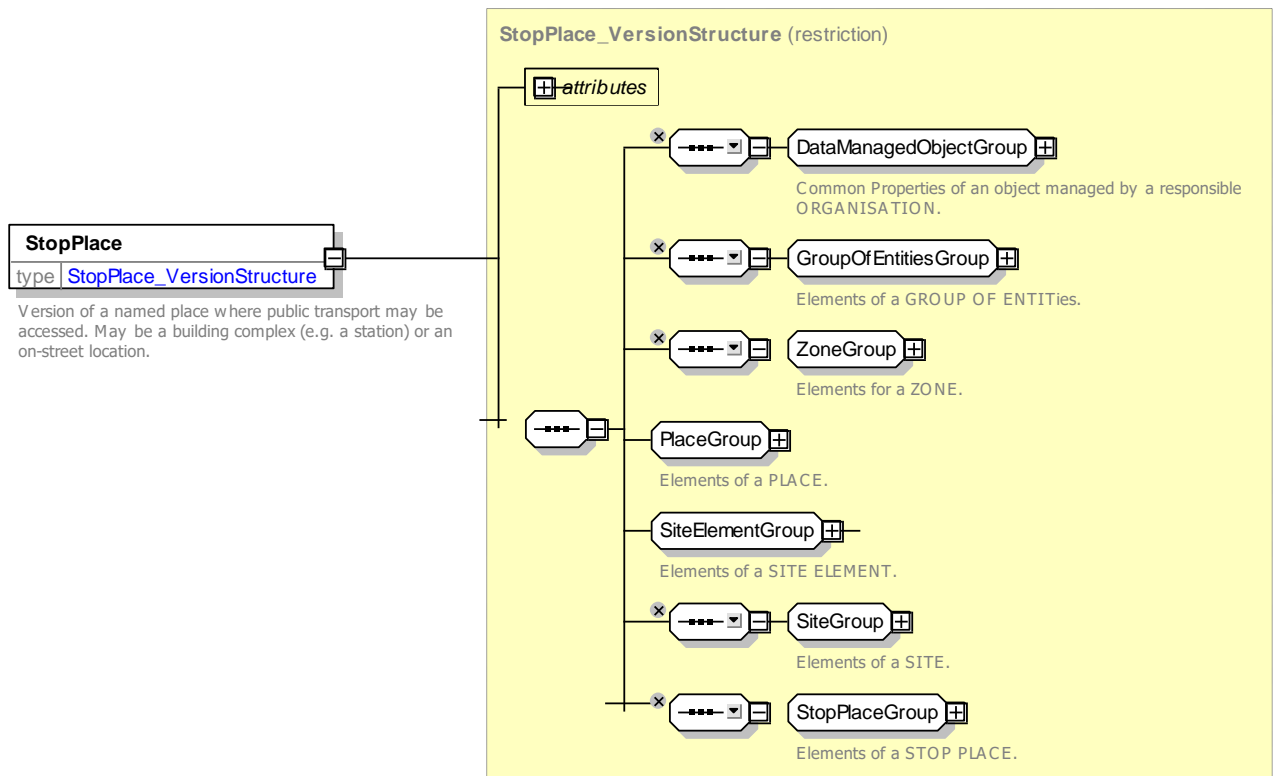 StopPlace_VersionStructure (restriction)
attributes
DataManagedObjectGroup
Common Properties of an object managed by a responsible
ORGANISATION.
StopPlace
type StopPlace_VersionStructure
Version of a named place where public transport may be
accessed. May be a building complex (e.g. a station) or an
on-street location.
GroupOfEntitiesGroup
Elements of a GROUP OF ENTITies.
ZoneGroup
Elements for a ZONE.
PlaceGroup
Elements of a PLACE.
SiteElementGroup
Elements of a SITE ELEMENT.
SiteGroup
Elements of a SITE.
StopPlaceGroup
Elements of a STOP PLACE.